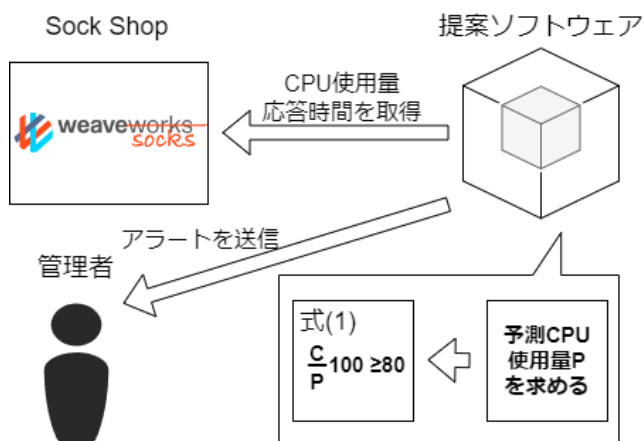 Sock Shop
提案ソフトウェア
weaveworks
socks
CPU使用量
応答時間を取得
アラートを送信
管理者
式(1)
C
P
100 ≥80
予測CPU
使用量P
を求める